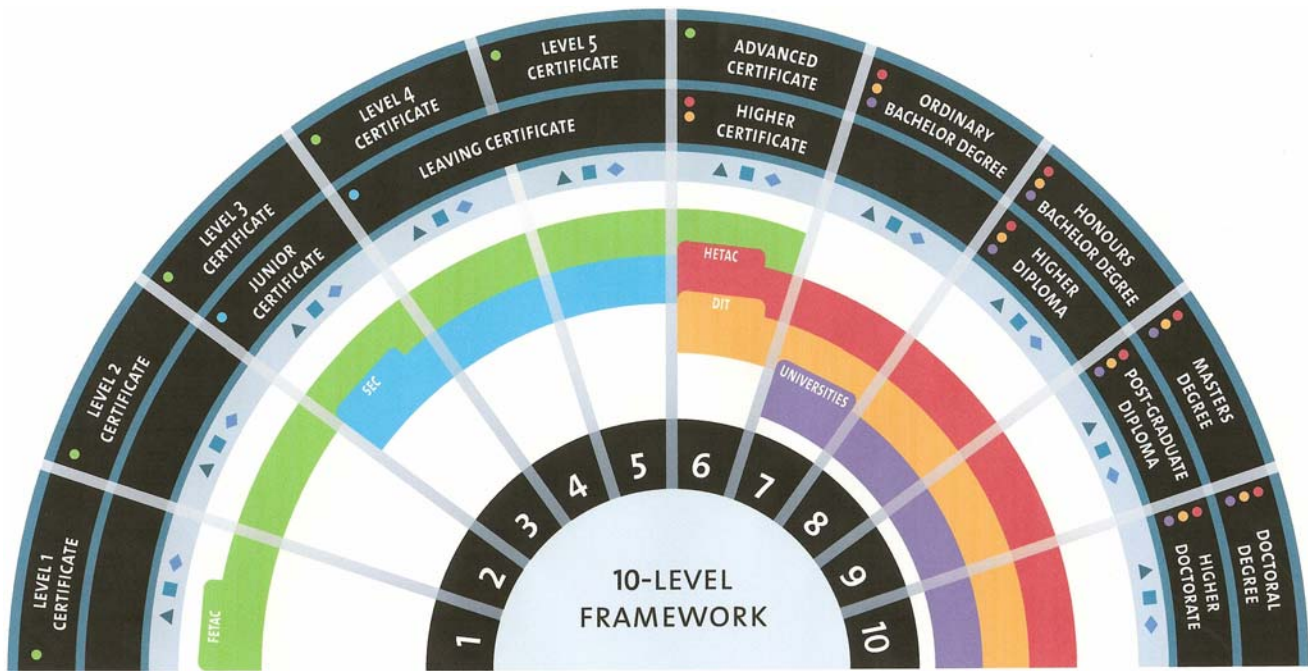 LEVEL 1
CERTIFICATE
LEVEL 2
CERTIFICATE
LEVEL 3
CERTIFICATE
LEVEL 4
CERTIFICATE
LEVEL 5
CERTIFICATE
ADVANCED
CERTIFICATE
ORDINARY
BACHELOR DEGREE
HONOURS
BACHELOR DEGREE
MASTERS
DEGREE
DOCTORAL
DEGREE
JUNIOR
CERTIFICATE
LEAVING CERTIFICATE
HIGHER
CERTIFICATE
HIGHER
DIPLOMA
POST-GRADUATE
DIPLOMA
HIGHER
DOCTORATE
FETAC
SEC
HETAC
DIT
UNIVERSITIES
1
2
3
4
5
6
7
8
9
10
10-LEVEL
FRAMEWORK